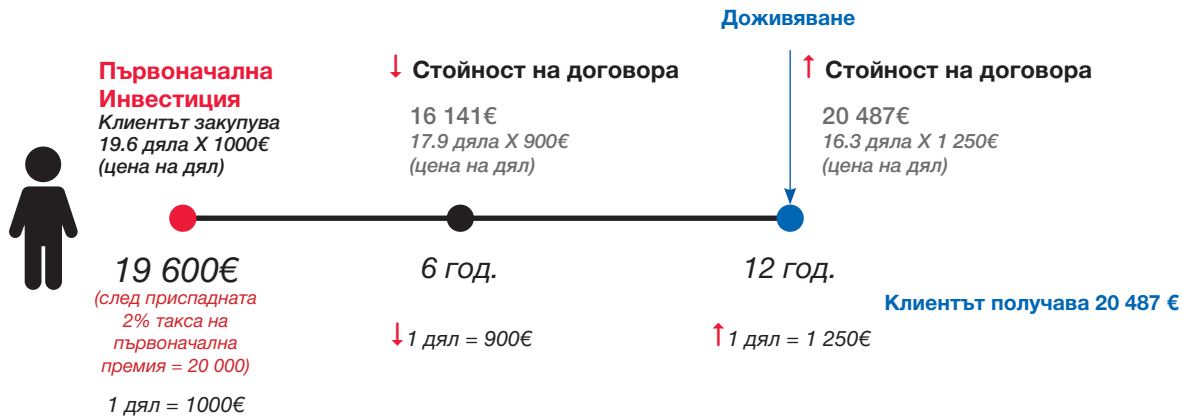 Доживяване
Първоначална
Инвестиция
Клиентът закупува
19.6 дяла X 1000€
(цена на дял)
↓ Стойност на договора
16 141€
17.9 дяла X 900€
(цена на дял)
↑ Стойност на договора
20 487€
16.3 дяла X 1 250€
(цена на дял)
19 600€
(след приспадната
2% такса на
първоначална
премия = 20 000)
1 дял = 1000€
6 год.
↓ 1 дял = 900€
12 год.
↑ 1 дял = 1 250€
Клиентът получава 20 487 €